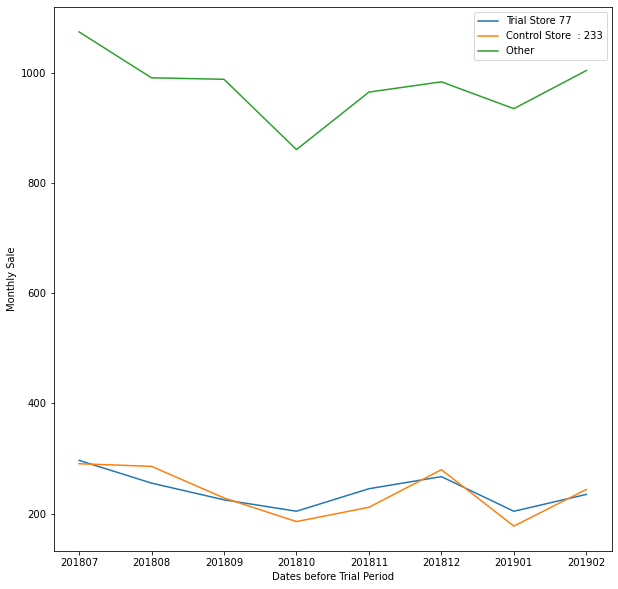 Trial Store 77
Control Store : 233
Other
1000
800
600
400
200
Monthly Sale
201807 201808 201809 201810 201811 201812 201901 201902
Dates before Trial Period